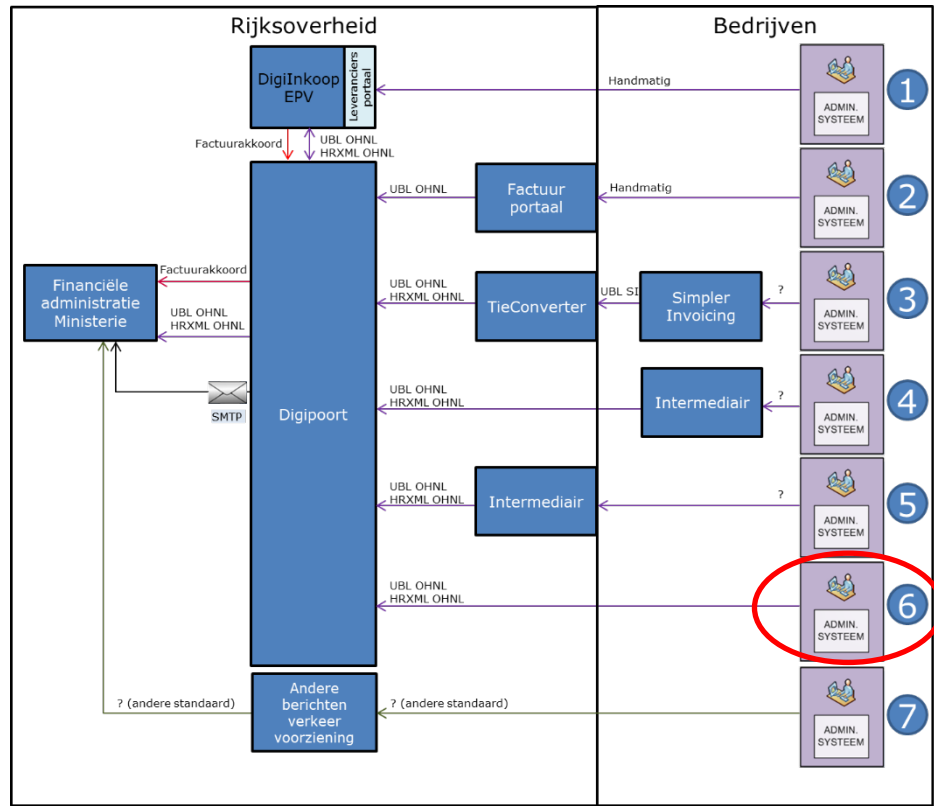 Rijksoverheid
Bedrijven
DigiInkoop
EPV
Leveranciers
portaal
Handmatig
ADMIN.
SYSTEEM
1
Factuurakkoord
UBL OHNL
HRXML OHNL
UBL OHNL
Factuur
portaal
Handmatig
ADMIN.
SYSTEEM
2
Financiële
administratie
Ministerie
Factuurakkoord
UBL OHNL
HRXML OHNL
SMTP
Digipoort
UBL OHNL
HRXML OHNL
TieConverter
UBL SI
Simpler
Invoicing
?
ADMIN.
SYSTEEM
3
UBL OHNL
HRXML OHNL
Intermediair
?
ADMIN.
SYSTEEM
4
UBL OHNL
HRXML OHNL
Intermediair
?
ADMIN.
SYSTEEM
5
UBL OHNL
HRXML OHNL
ADMIN.
SYSTEEM
6
? (andere standaard)
Andere
berichten
verkeer
voorziening
? (andere standaard)
ADMIN.
SYSTEEM
7